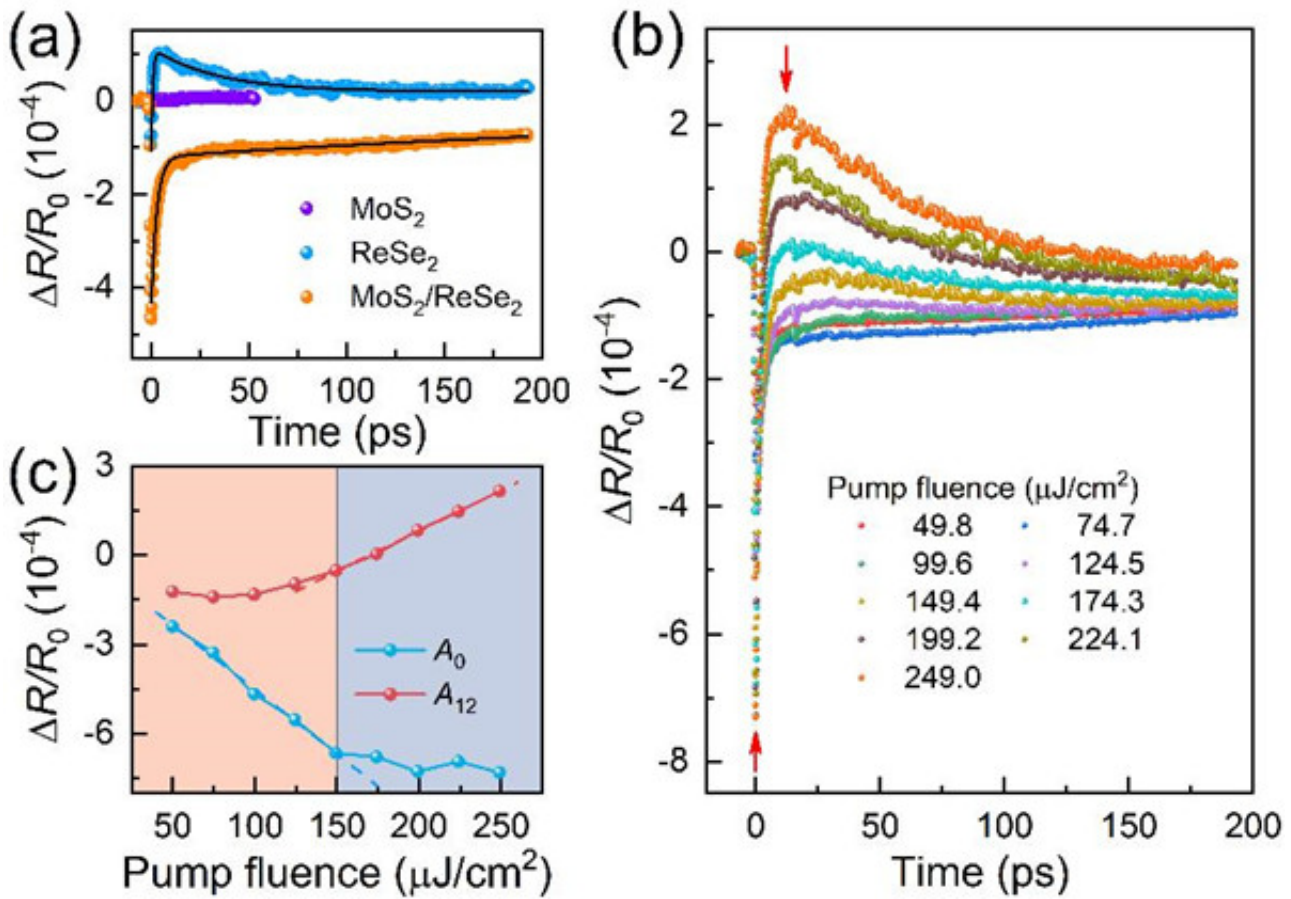 (a)
ΔR/R₀ (10⁻⁴)
0
-2
-4
MoS₂
ReSe₂
MoS₂/ReSe₂
0 50 100 150 200
Time (ps)
(b)
ΔR/R₀ (10⁻⁴)
2
0
-2
-4
-6
-8
Pump fluence (μJ/cm²)
49.8 74.7
99.6 124.5
149.4 174.3
199.2 224.1
249.0
0 50 100 150 200
Time (ps)
(c)
ΔR/R₀ (10⁻⁴)
3
0
-3
-6
A₀
A₁₂
50 100 150 200 250
Pump fluence (μJ/cm²)